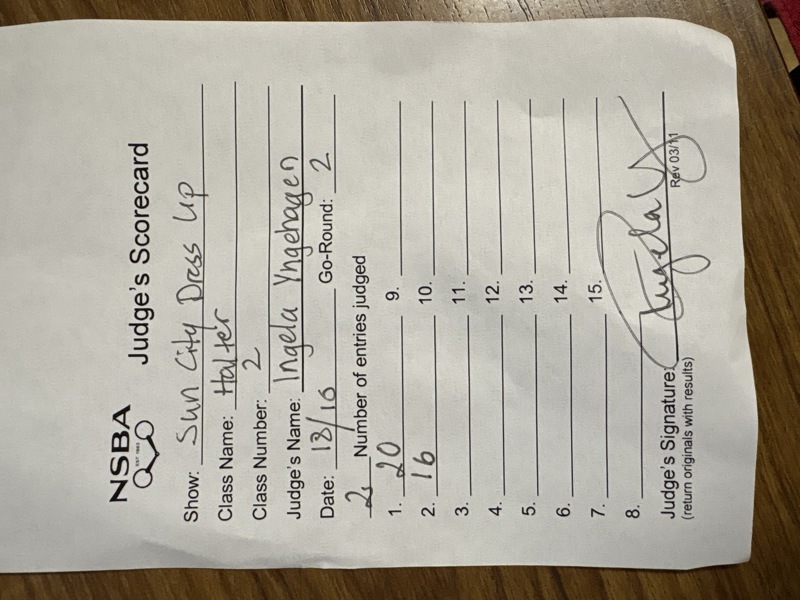 NSBA
EST. 1983
Judge's Scorecard
Show: Sun City Dress Up
Class Name: Halter
Class Number: 2
Judge's Name: Ingela Yngehagen
Date: 13/10 Go-Round: 2
2 Number of entries judged
1. 20 9.
2. 16 10.
3. 11.
4. 12.
5. 13.
6. 14.
7. 15.
8.
Judge's Signature:
(return originals with results)
Rev 03/11